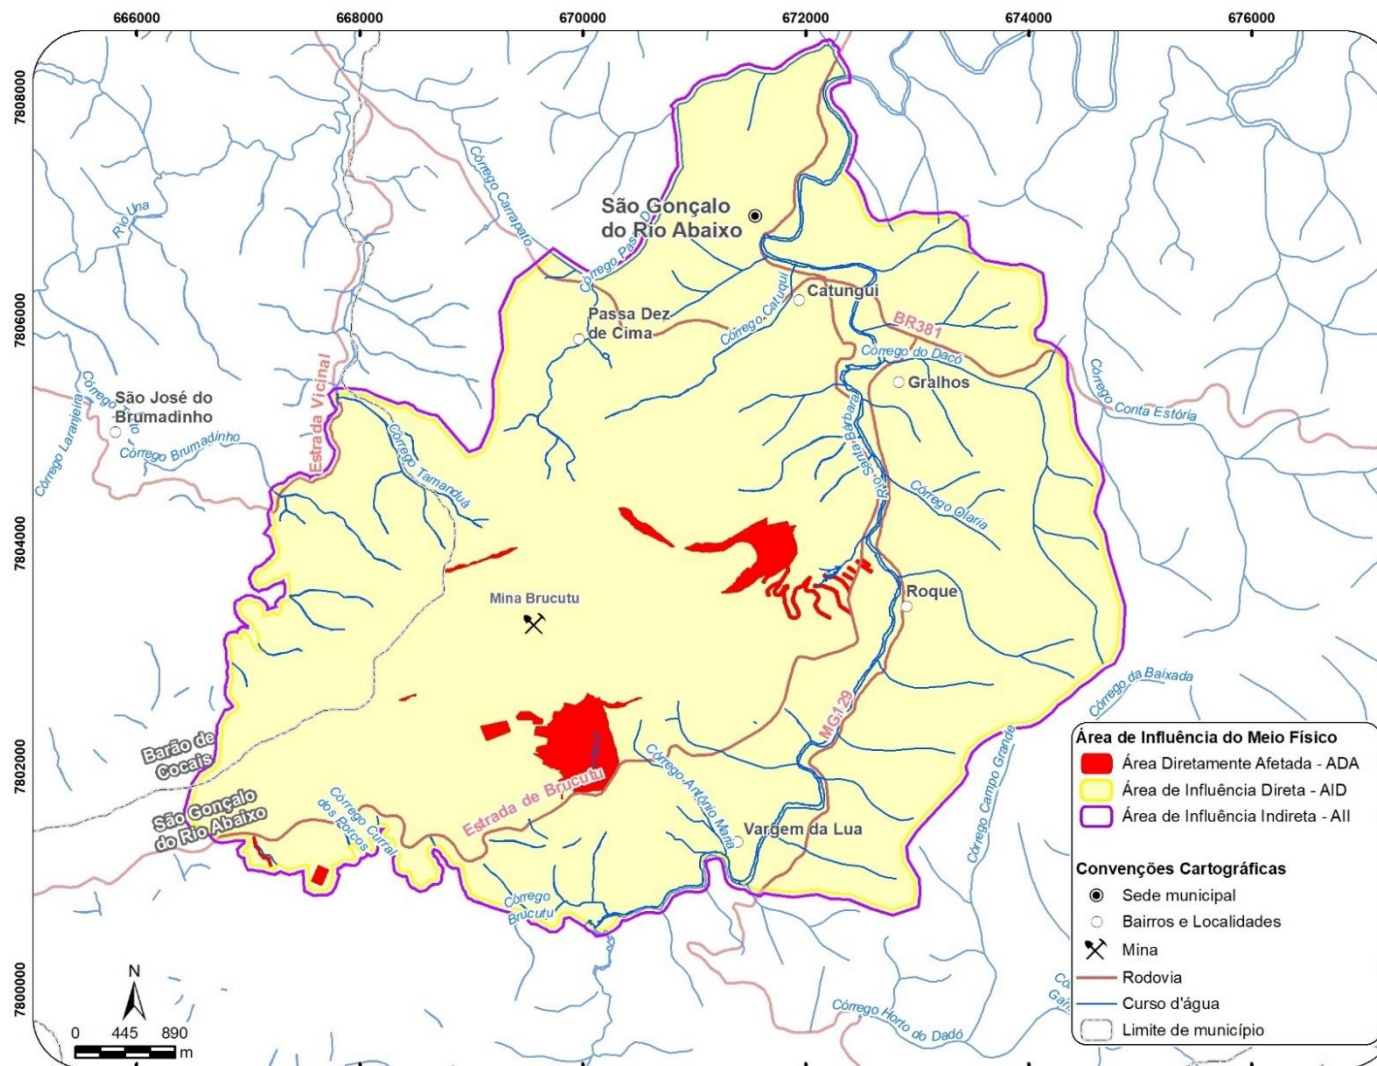 666000
668000
670000
672000
674000
676000
7808000
7806000
7804000
7802000
7800000
Rio Una
Córrego Carrapato
Córrego
São Gonçalo
do Rio Abaixo
Catungui
Córrego Catuqui
Passa Dez
de Cima
BR381
Córrego do Dacó
Gralhos
Córrego Conta Estória
Estrada Vicinal
São José do
Brumadinho
Córrego
Córrego Laranjeira
Córrego Brumadinho
Córrego Tamanduá
Rio Santa Bárbara
Córrego Olaria
Mina Brucutu
Roque
MG129
Córrego da Baixada
Córrego Campo Grande
Barão de
Cocais
São Gonçalo
do Rio Abaixo
Córrego Curral
dos Porcos
Estrada de Brucutu
Córrego Antônio Maria
Vargem da Lua
Córrego
Brucutu
Córrego Horto do Dadó
N
0 445 890
m
Área de Influência do Meio Físico
Área Diretamente Afetada - ADA
Área de Influência Direta - AID
Área de Influência Indireta - AII
Convenções Cartográficas
Sede municipal
Bairros e Localidades
Mina
Rodovia
Curso d'água
Limite de município